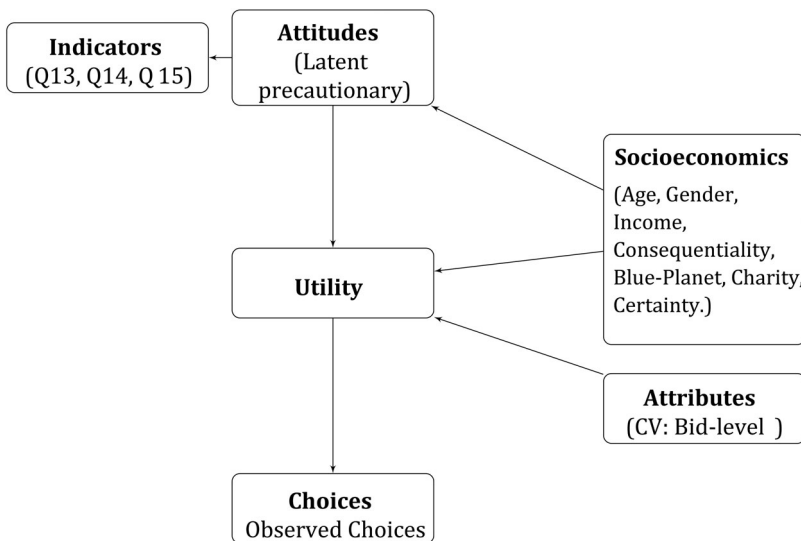 Indicators
(Q13, Q14, Q 15)
Attitudes
(Latent
precautionary)
Socioeconomics
(Age, Gender,
Income,
Consequentiality,
Blue-Planet, Charity,
Certainty.)
Utility
Attributes
(CV: Bid-level )
Choices
Observed Choices